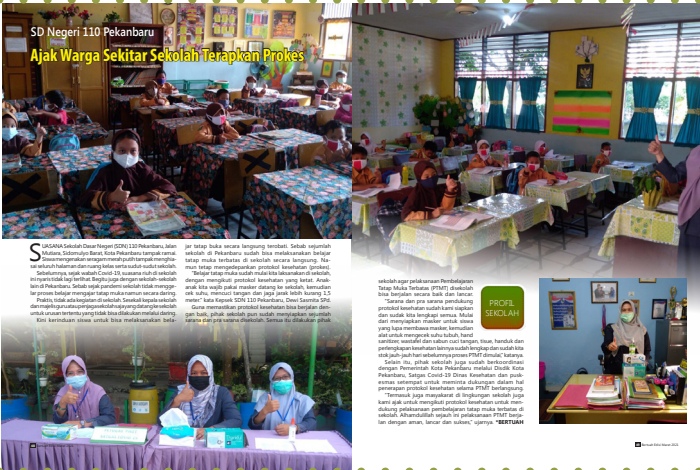 SD Negeri 110 Pekanbaru
Ajak Warga Sekitar Sekolah Terapkan Prokes
SUASANA Sekolah Dasar Negeri (SDN) 110 Pekanbaru, Jalan
Mutiara, Sidomulyo Barat, Kota Pekanbaru tampak ramai.
Siswa mengenakan seragam merah putih tampak menghia-
sai seluruh halaman dan ruang kelas serta sudut-sudut sekolah.
Sebelumnya, sejak wabah Covid-19, suasana riuh di sekolah
ini nyaris tidak lagi terlihat. Begitu juga dengan sekolah-sekolah
lain di Pekanbaru. Sebab sejak pandemi sekolah tidak mengge-
lar proses belajar mengajar tatap muka namun secara daring.
Praktis, tidak ada kegiatan di sekolah. Sesekali kepala sekolah
dan majelis guru atau penjaga sekolah saja yang datang ke sekolah
untuk urusan tertentu yang tidak bisa dilakukan melalui daring.
Kini kerinduan siswa untuk bisa melaksanakan bela-
jar tatap buka secara langsung terobati. Sebab sejumlah
sekolah di Pekanbaru sudah bisa melaksanakan belajar
tatap muka terbatas di sekolah secara langsung. Na-
mun tetap mengedepankan protokol kesehatan (prokes).
"Belajar tatap muka sudah mulai kita laksanakan di sekolah,
dengan mengikuti protokol kesehatan yang ketat. Anak-
anak kita wajib pakai masker datang ke sekolah, kemudian
cek suhu, mencuci tangan dan jaga jarak lebih kurang 1,5
meter." kata Kepsek SDN 110 Pekanbaru, Dewi Sasmita SPd.
Guna memastikan protokol kesehatan bisa berjalan den-
gan baik, pihak sekolah pun sudah menyiapkan sejumlah
sarana dan pra sarana disekolah. Semua itu dilakukan pihak
sekolah agar pelaksanaan Pembelajaran
Tatap Muka Terbatas (PTMT) disekolah
bisa berjalan secara baik dan lancar.
"Sarana dan pra sarana pendukung
protokol kesehatan sudah kami siapkan
dan sudah kita lengkapi semua. Mulai
dari menyiapkan masker untuk siswa
yang lupa membawa masker, kemudian
alat untuk mengecek suhu tubuh, hand
sanitizer, wastafel dan sabun cuci tangan, tisue, handuk dan
perlengkapan kesehatan lainnya sudah lengkap dan sudah kita
stok jauh-jauh hari sebelumnya proses PTMT dimulai," katanya.
Selain itu, pihak sekolah juga sudah berkoordinasi
dengan Pemerintah Kota Pekanbaru melalui Disdik Kota
Pekanbaru, Satgas Covid-19 Dinas Kesehatan dan pusk-
esmas setempat untuk meminta dukungan dalam hal
penerapan protokol kesehatan selama PTMT berlangsung.
"Termasuk juga masyarakat di lingkungan sekolah juga
kami ajak untuk mengikuti protokol kesehatan untuk men-
dukung pelaksanaan pembelajaran tatap muka terbatas di
sekolah. Alhamdulillah sejauh ini pelaksanaan PTMT berja-
lan dengan aman, lancar dan sukses," ujarnya. *BERTUAH
PROFIL
SEKOLAH